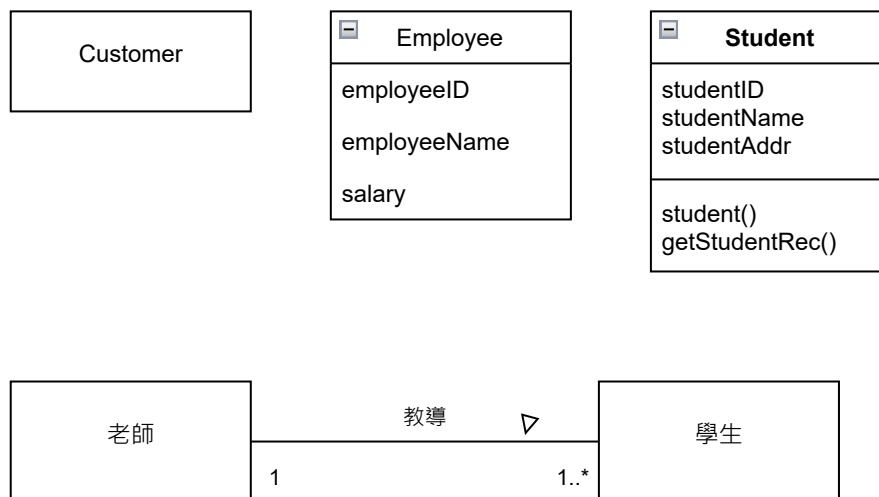 Customer
Employee
employeeID
employeeName
salary
Student
studentID
studentName
studentAddr
student()
getStudentRec()
老師
教導
學生
1
1..*